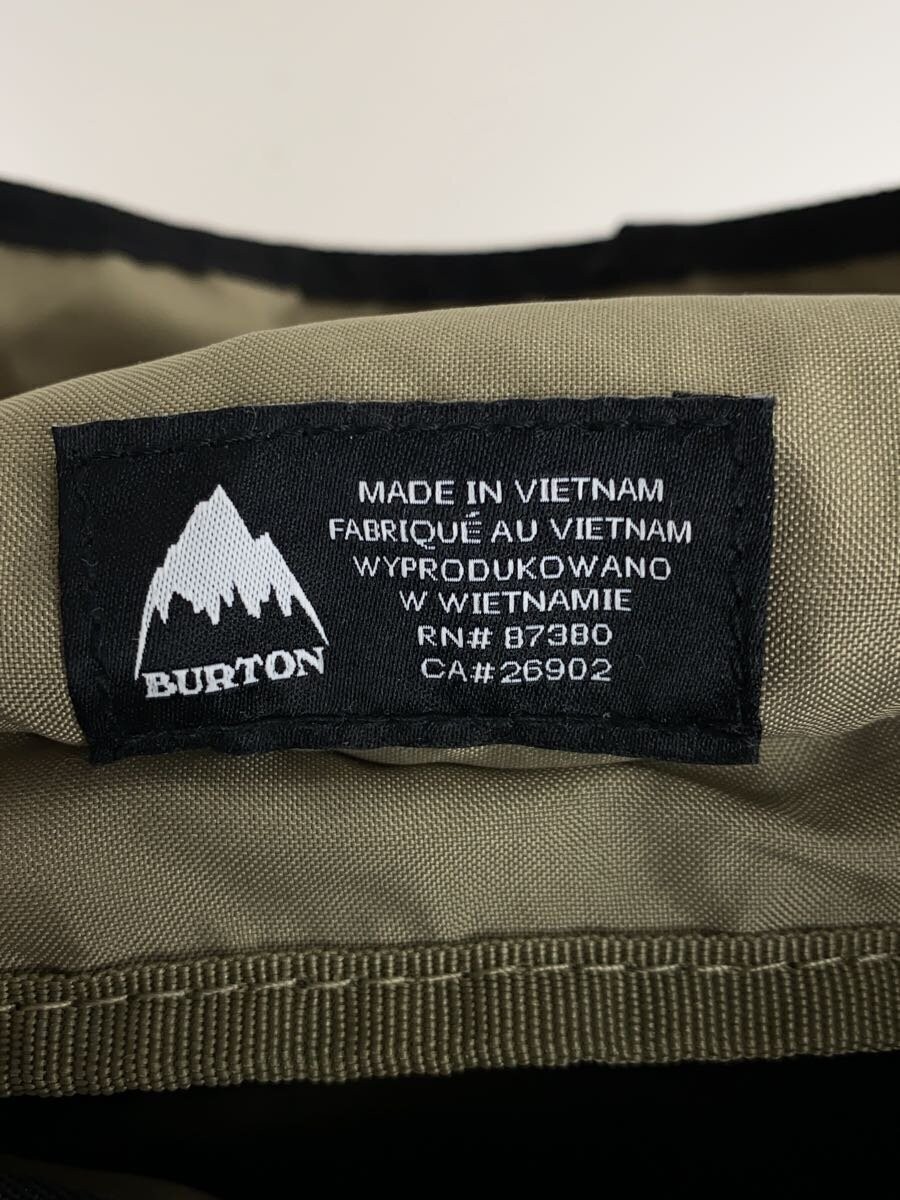 BURTON
MADE IN VIETNAM
FABRIQUÉ AU VIETNAM
WYPRODUKOWANO
W WIETNAMIE
RN# 87380
CA#26902